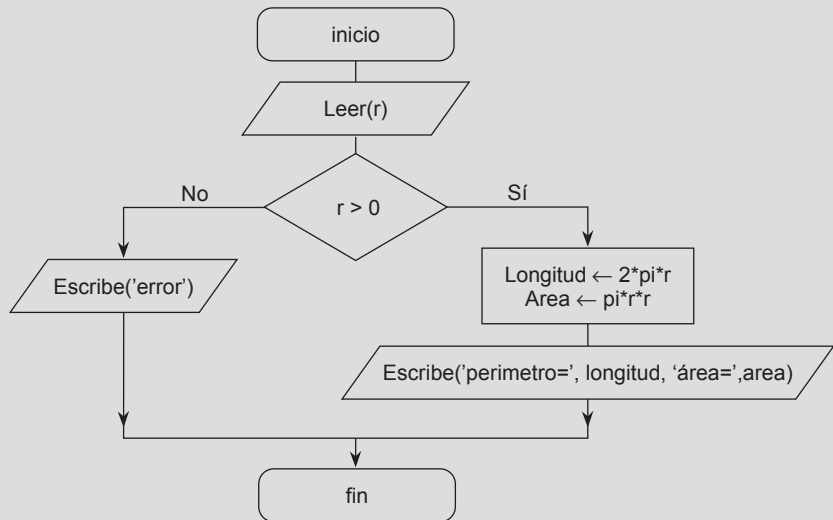 inicio
Leer(r)
No
r > 0
Sí
Escribe(’error’)
Longitud ← 2*pi*r
Area ← pi*r*r
Escribe(’perimetro=’, longitud, ‘área=’,area)
fin